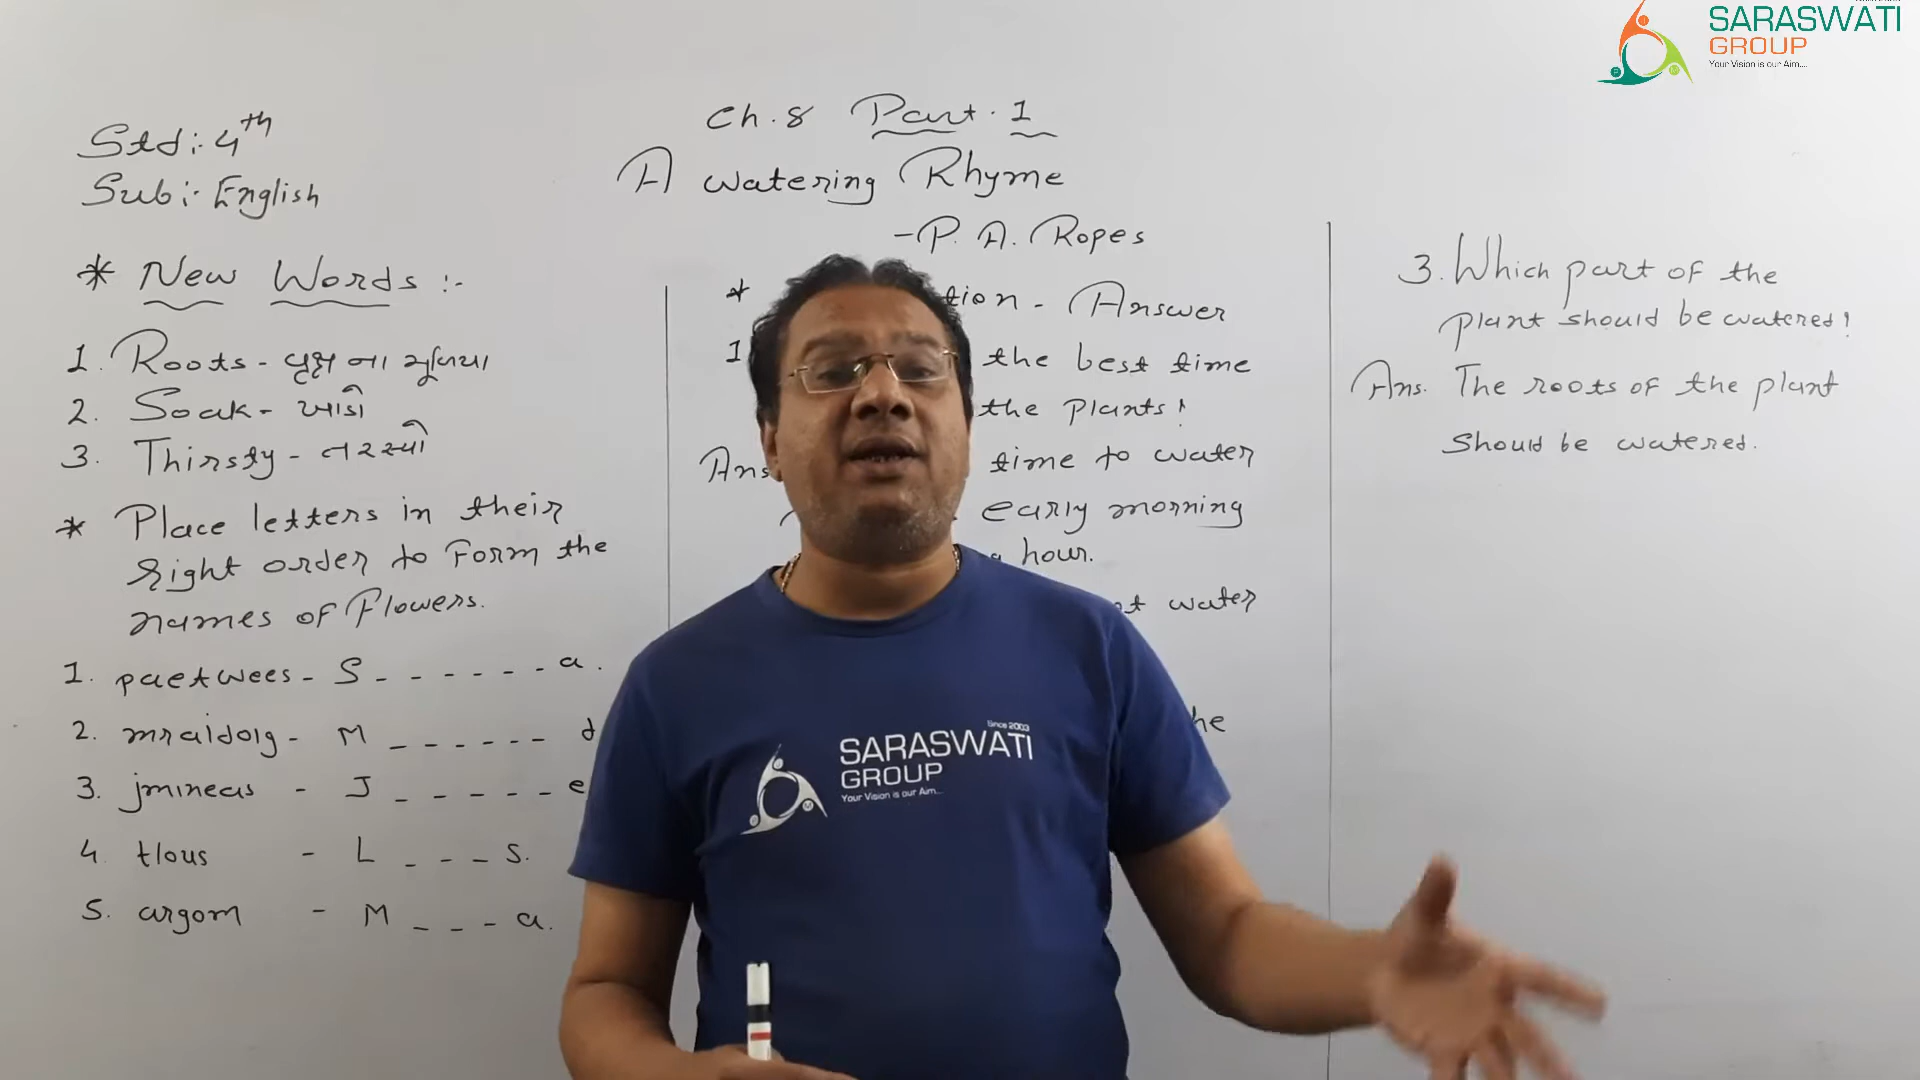 SARASWATI
GROUP
Your Vision is our Aim....
Std:- 4th
Sub:- English
Ch. 8 Part. 1
A watering Rhyme
- P. A. Ropes
* New Words :-
1. Roots - વૃક્ષ ના મૂળિયા
2. Soak -
3. Thirsty - તરસ્યો
* Place letters in their
right order to form the
names of Flowers.
1. paetwees - S - - - - - - a.
2. mraidolg - M - - - - - - d
3. jmineas - J - - - - - e
4. tlous - L - - - s.
5. argom - M - - - a.
* tion - Answer
1 the best time
the Plants?
Ans time to water
early morning
hour.
water
he
3. Which part of the
plant should be watered?
Ans. The roots of the plant
should be watered.
Since 2003
SARASWATI
GROUP
Your Vision is our Aim...